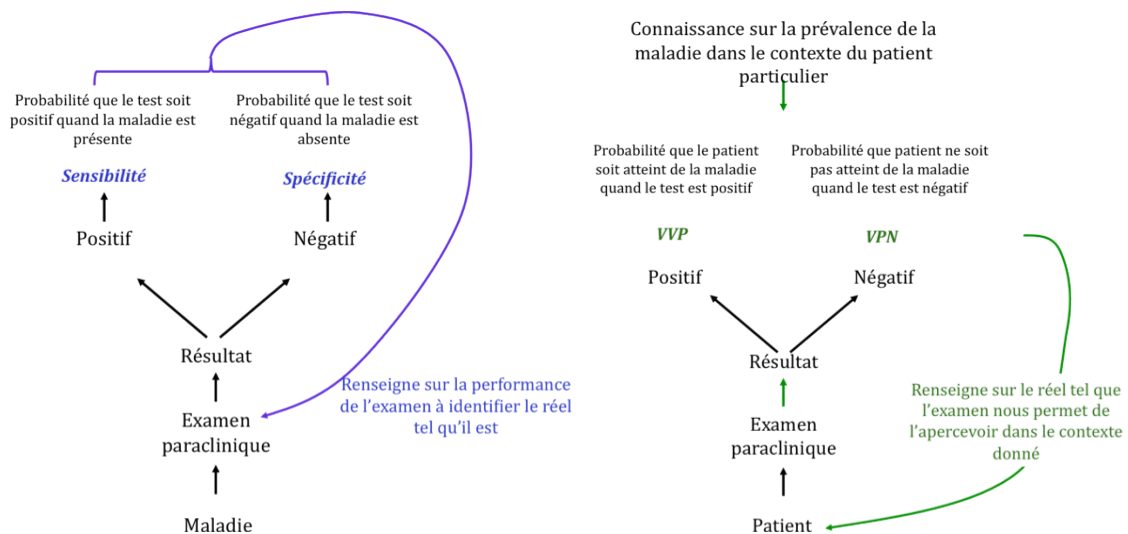 Probabilité que le test soit
positif quand la maladie est
présente
Probabilité que le test soit
négatif quand la maladie est
absente
Sensibilité
Spécificité
Positif
Négatif
Résultat
Renseigne sur la performance
de l'examen à identifier le réel
tel qu'il est
Examen
paraclinique
Maladie
Connaissance sur la prévalence de la
maladie dans le contexte du patient
particulier
Probabilité que le patient
soit atteint de la maladie
quand le test est positif
Probabilité que patient ne soit
pas atteint de la maladie
quand le test est négatif
VVP
VPN
Positif
Négatif
Résultat
Renseigne sur le réel tel que
l'examen nous permet de
l'apercevoir dans le contexte
donné
Examen
paraclinique
Patient